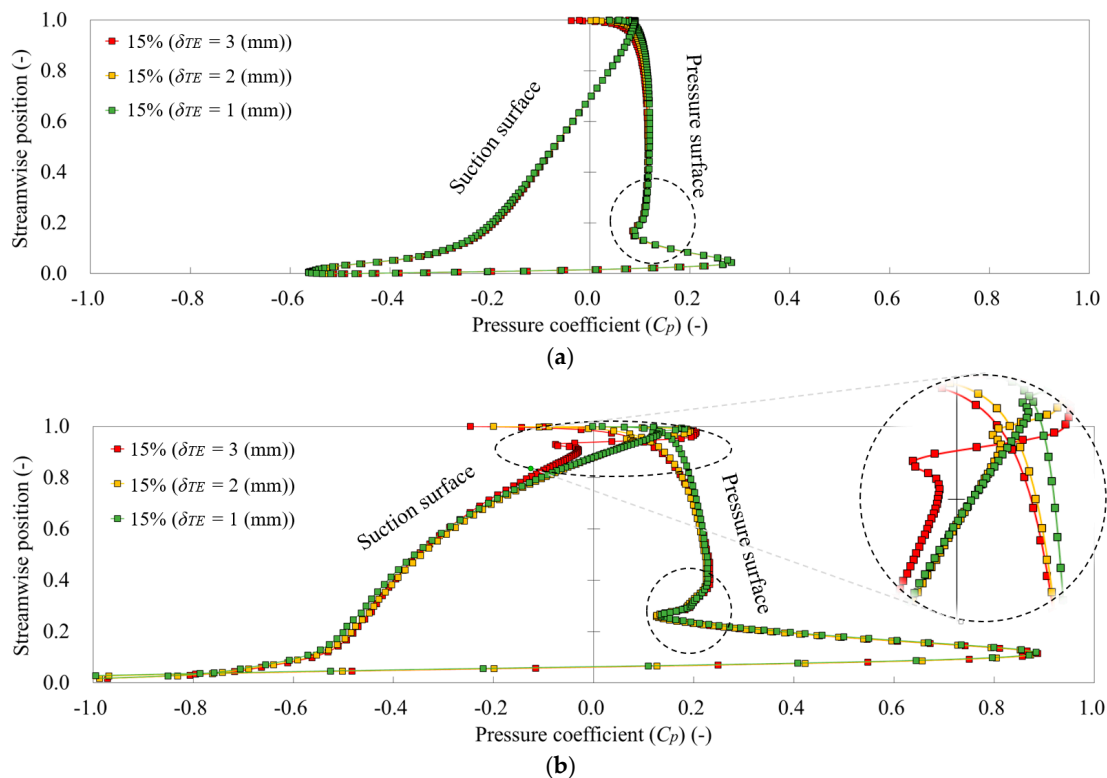 1.0
0.8
0.6
0.4
0.2
0.0
Streamwise position (-)
15% (δTE = 3 (mm))
15% (δTE = 2 (mm))
15% (δTE = 1 (mm))
Suction surface
Pressure surface
-1.0 -0.8 -0.6 -0.4 -0.2 0.0 0.2 0.4 0.6 0.8 1.0
Pressure coefficient (Cp) (-)
(a)
1.0
0.8
0.6
0.4
0.2
0.0
Streamwise position (-)
15% (δTE = 3 (mm))
15% (δTE = 2 (mm))
15% (δTE = 1 (mm))
Suction surface
Pressure surface
-1.0 -0.8 -0.6 -0.4 -0.2 0.0 0.2 0.4 0.6 0.8 1.0
Pressure coefficient (Cp) (-)
(b)